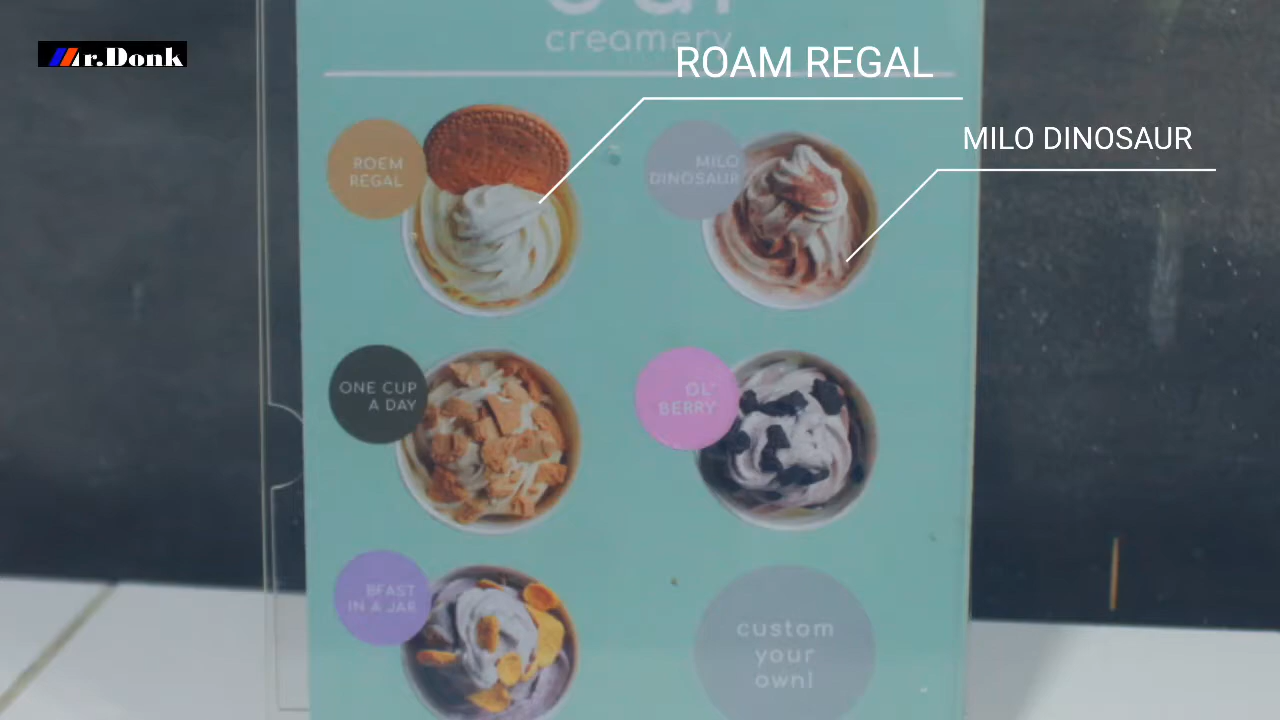 Mr.Donk
creamery
ROAM REGAL
MILO DINOSAUR
ROEM
REGAL
MILO
DINOSAUR
ONE CUP
A DAY
OL'
BERRY
BEAST
IN A JAR
custom
your
own!